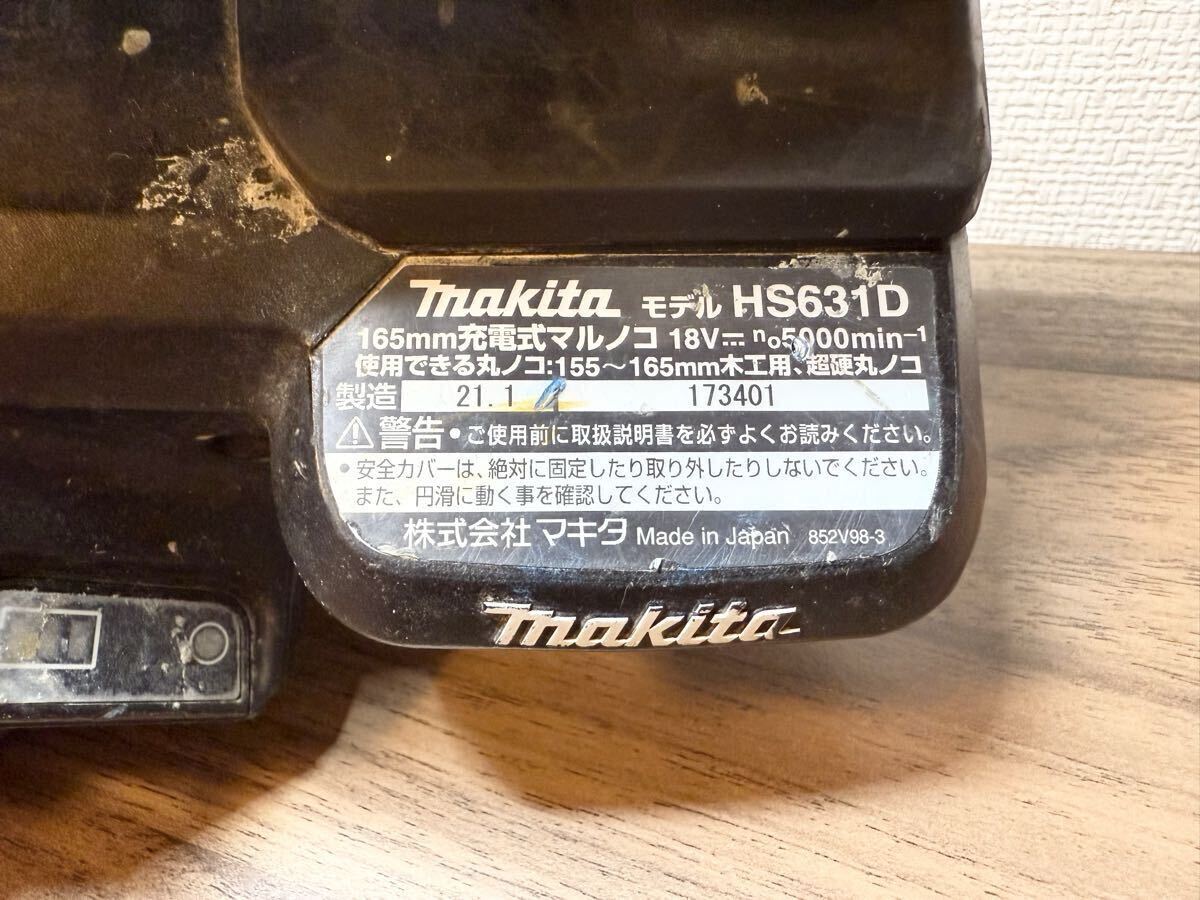 makita モデル HS631D
165mm充電式マルノコ 18V⎓ n₀5000min⁻¹
使用できる丸ノコ:155～165mm木工用、超硬丸ノコ
製造 21.1 173401
⚠警告・ご使用前に取扱説明書を必ずよくお読みください。
・安全カバーは、絶対に固定したり取り外したりしないでください。
また、円滑に動く事を確認してください。
株式会社マキタ Made in Japan 852V98-3
makita